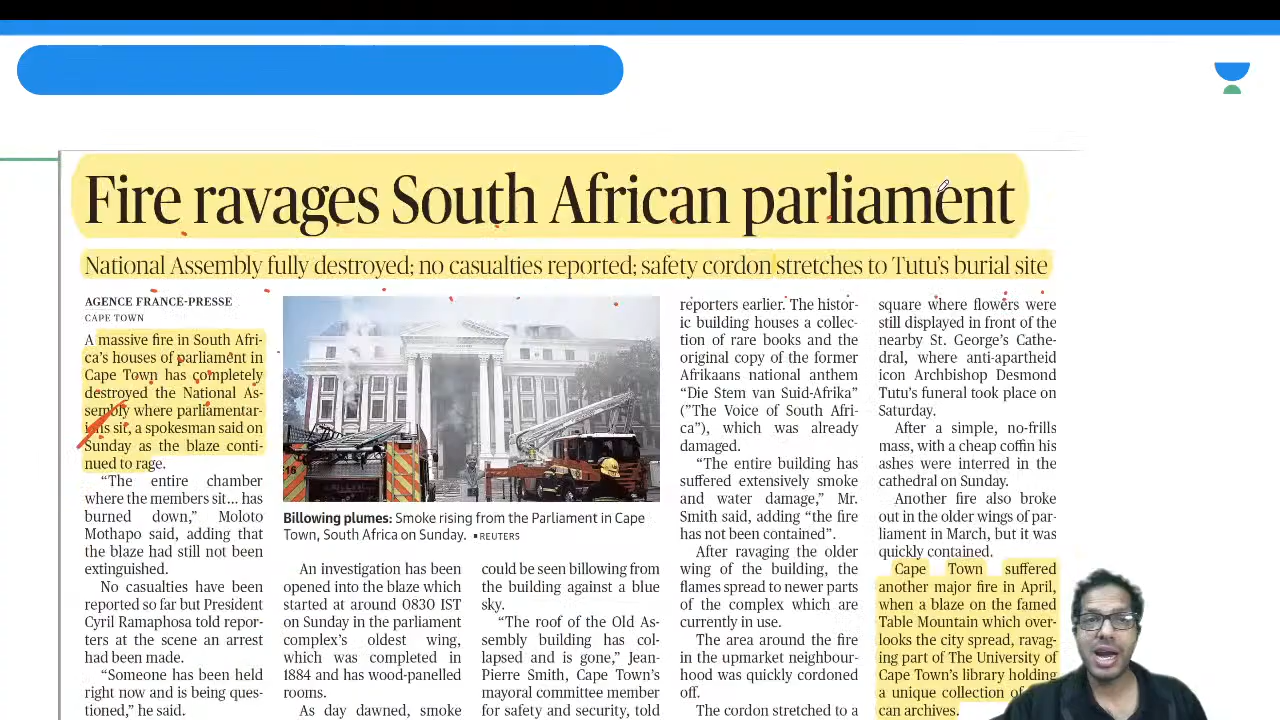 Fire ravages South African parliament
National Assembly fully destroyed; no casualties reported; safety cordon stretches to Tutu's burial site
AGENCE FRANCE-PRESSE
CAPE TOWN
A massive fire in South Afri-
ca's houses of parliament in
Cape Town has completely
destroyed the National As-
sembly where parliamentar-
ians sit, a spokesman said on
Sunday as the blaze conti-
nued to rage.
“The entire chamber
where the members sit... has
burned down,” Moloto
Mothapo said, adding that
the blaze had still not been
extinguished.
No casualties have been
reported so far but President
Cyril Ramaphosa told repor-
ters at the scene an arrest
had been made.
“Someone has been held
right now and is being ques-
tioned,” he said.
F16
Billowing plumes: Smoke rising from the Parliament in Cape
Town, South Africa on Sunday. ▪REUTERS
An investigation has been
opened into the blaze which
started at around 0830 IST
on Sunday in the parliament
complex's oldest wing,
which was completed in
1884 and has wood-panelled
rooms.
As day dawned, smoke
could be seen billowing from
the building against a blue
sky.
“The roof of the Old As-
sembly building has col-
lapsed and is gone,” Jean-
Pierre Smith, Cape Town's
mayoral committee member
for safety and security, told
reporters earlier. The histor-
ic building houses a collec-
tion of rare books and the
original copy of the former
Afrikaans national anthem
“Die Stem van Suid-Afrika”
(”The Voice of South Afri-
ca”), which was already
damaged.
“The entire building has
suffered extensively smoke
and water damage,” Mr.
Smith said, adding “the fire
has not been contained”.
After ravaging the older
wing of the building, the
flames spread to newer parts
of the complex which are
currently in use.
The area around the fire
in the upmarket neighbour-
hood was quickly cordoned
off.
The cordon stretched to a
square where flowers were
still displayed in front of the
nearby St. George's Cathe-
dral, where anti-apartheid
icon Archbishop Desmond
Tutu's funeral took place on
Saturday.
After a simple, no-frills
mass, with a cheap coffin his
ashes were interred in the
cathedral on Sunday.
Another fire also broke
out in the older wings of par-
liament in March, but it was
quickly contained.
Cape Town suffered
another major fire in April,
when a blaze on the famed
Table Mountain which over-
looks the city spread, ravag-
ing part of The University of
Cape Town's library holding
a unique collection of
can archives.